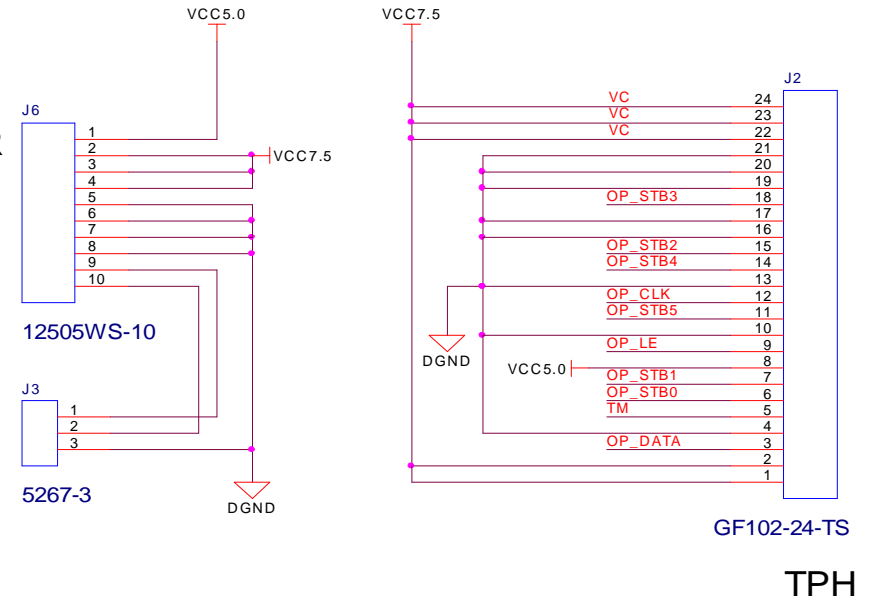 VCC5.0
VCC7.5
J6
1
2
3
4
5
6
7
8
9
10
VCC7.5
12505WS-10
J3
1
2
3
5267-3
DGND
J2
VC 24
VC 23
VC 22
21
20
19
OP_STB3 18
17
16
OP_STB2 15
OP_STB4 14
13
OP_CLK 12
OP_STB5 11
10
OP_LE 9
DGND
VCC5.0 8
OP_STB1 7
OP_STB0 6
TM 5
4
OP_DATA 3
2
1
GF102-24-TS
TPH